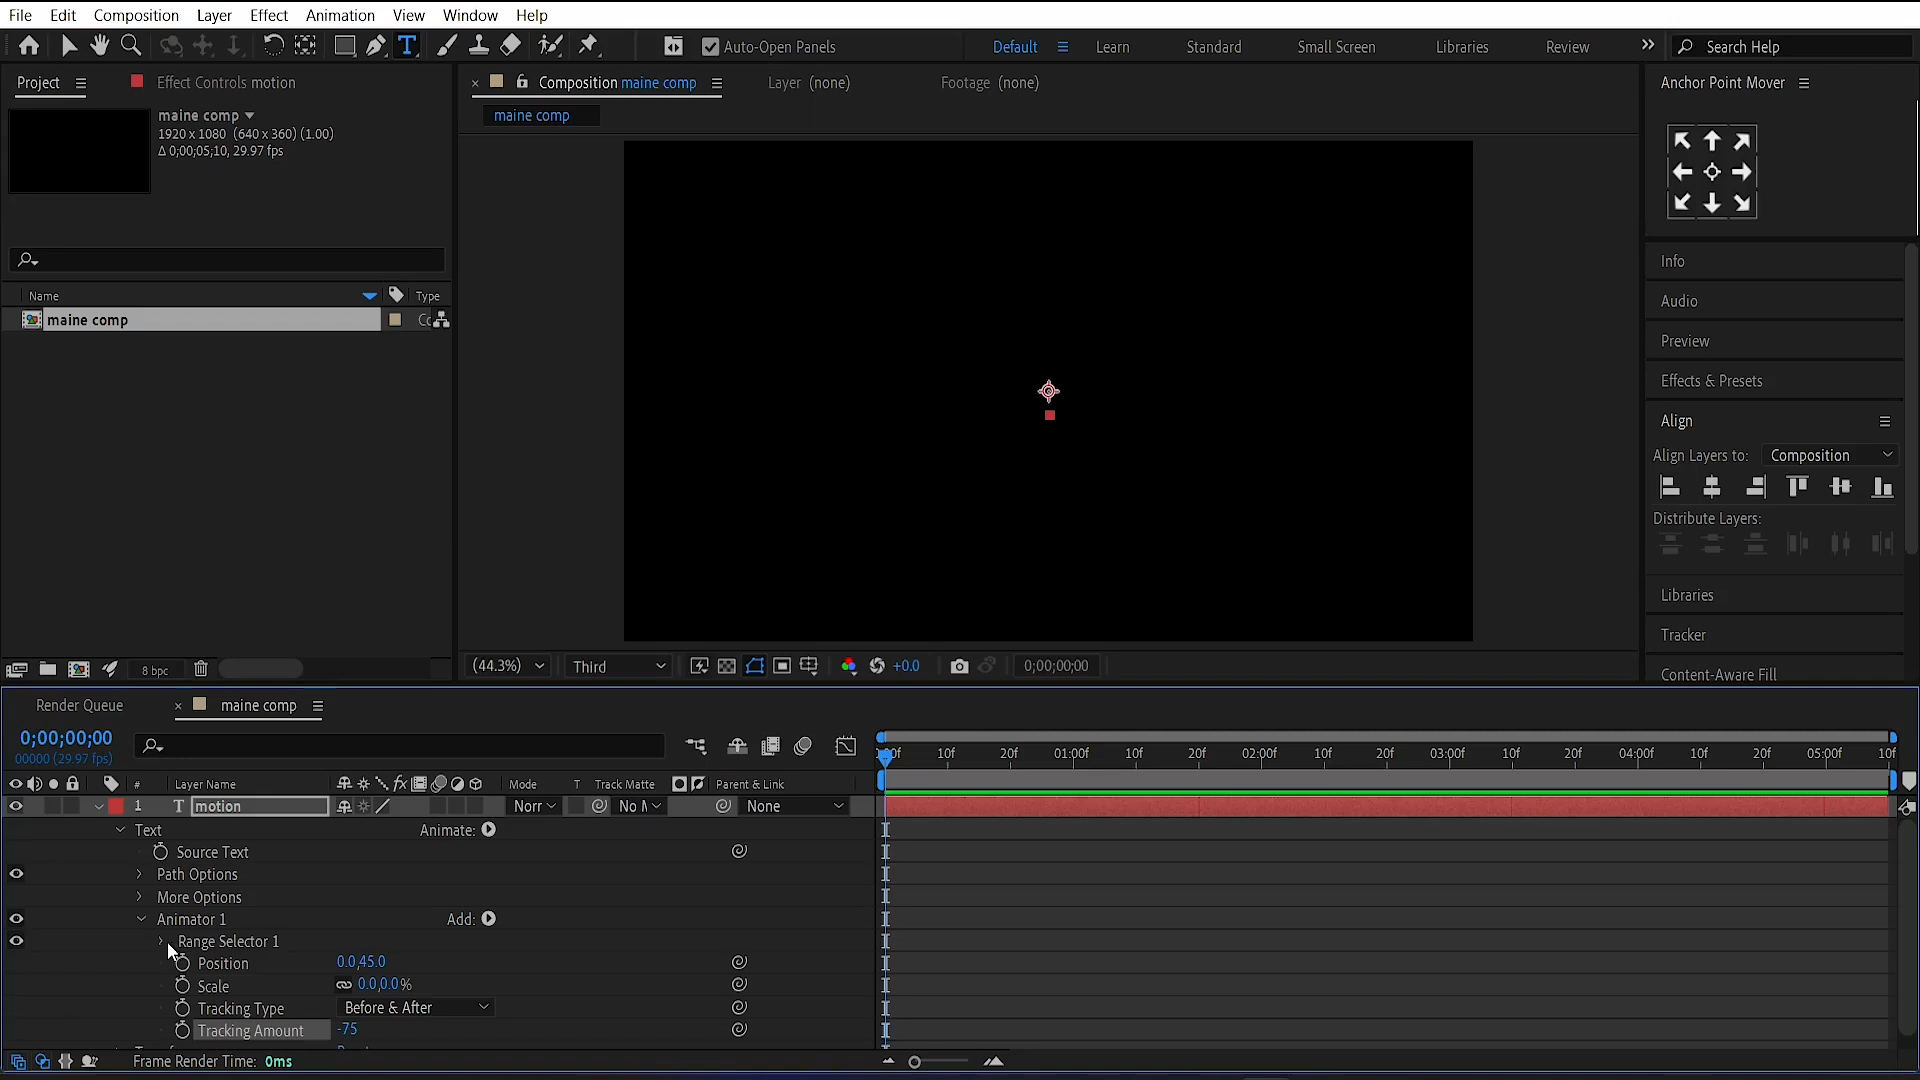 File Edit Composition Layer Effect Animation View Window Help
T Auto-Open Panels Default Learn Standard Small Screen Libraries Review » Search Help
Project Effect Controls motion
maine comp
1920 x 1080 (640 x 360) (1.00)
Δ 0;00;05;10, 29.97 fps
Composition maine comp Layer (none) Footage (none)
maine comp
Anchor Point Mover
Name Type
maine comp
Info
Audio
Preview
Effects & Presets
Align
Align Layers to: Composition
Distribute Layers:
Libraries
Tracker
Content-Aware Fill
8 bpc
(44.3%) Third +0.0 0;00;00;00
Render Queue maine comp
0;00;00;00
00000 (29.97 fps)
:00f 10f 20f 01:00f 10f 20f 02:00f 10f 20f 03:00f 10f 20f 04:00f 10f 20f 05:00f 10f
# Layer Name fx Mode T Track Matte Parent & Link
1 T motion Norr No M None
Text Animate:
Source Text
Path Options
More Options
Animator 1 Add:
Range Selector 1
Position 0.0,45.0
Scale 0.0,0.0%
Tracking Type Before & After
Tracking Amount -75
Frame Render Time: 0ms